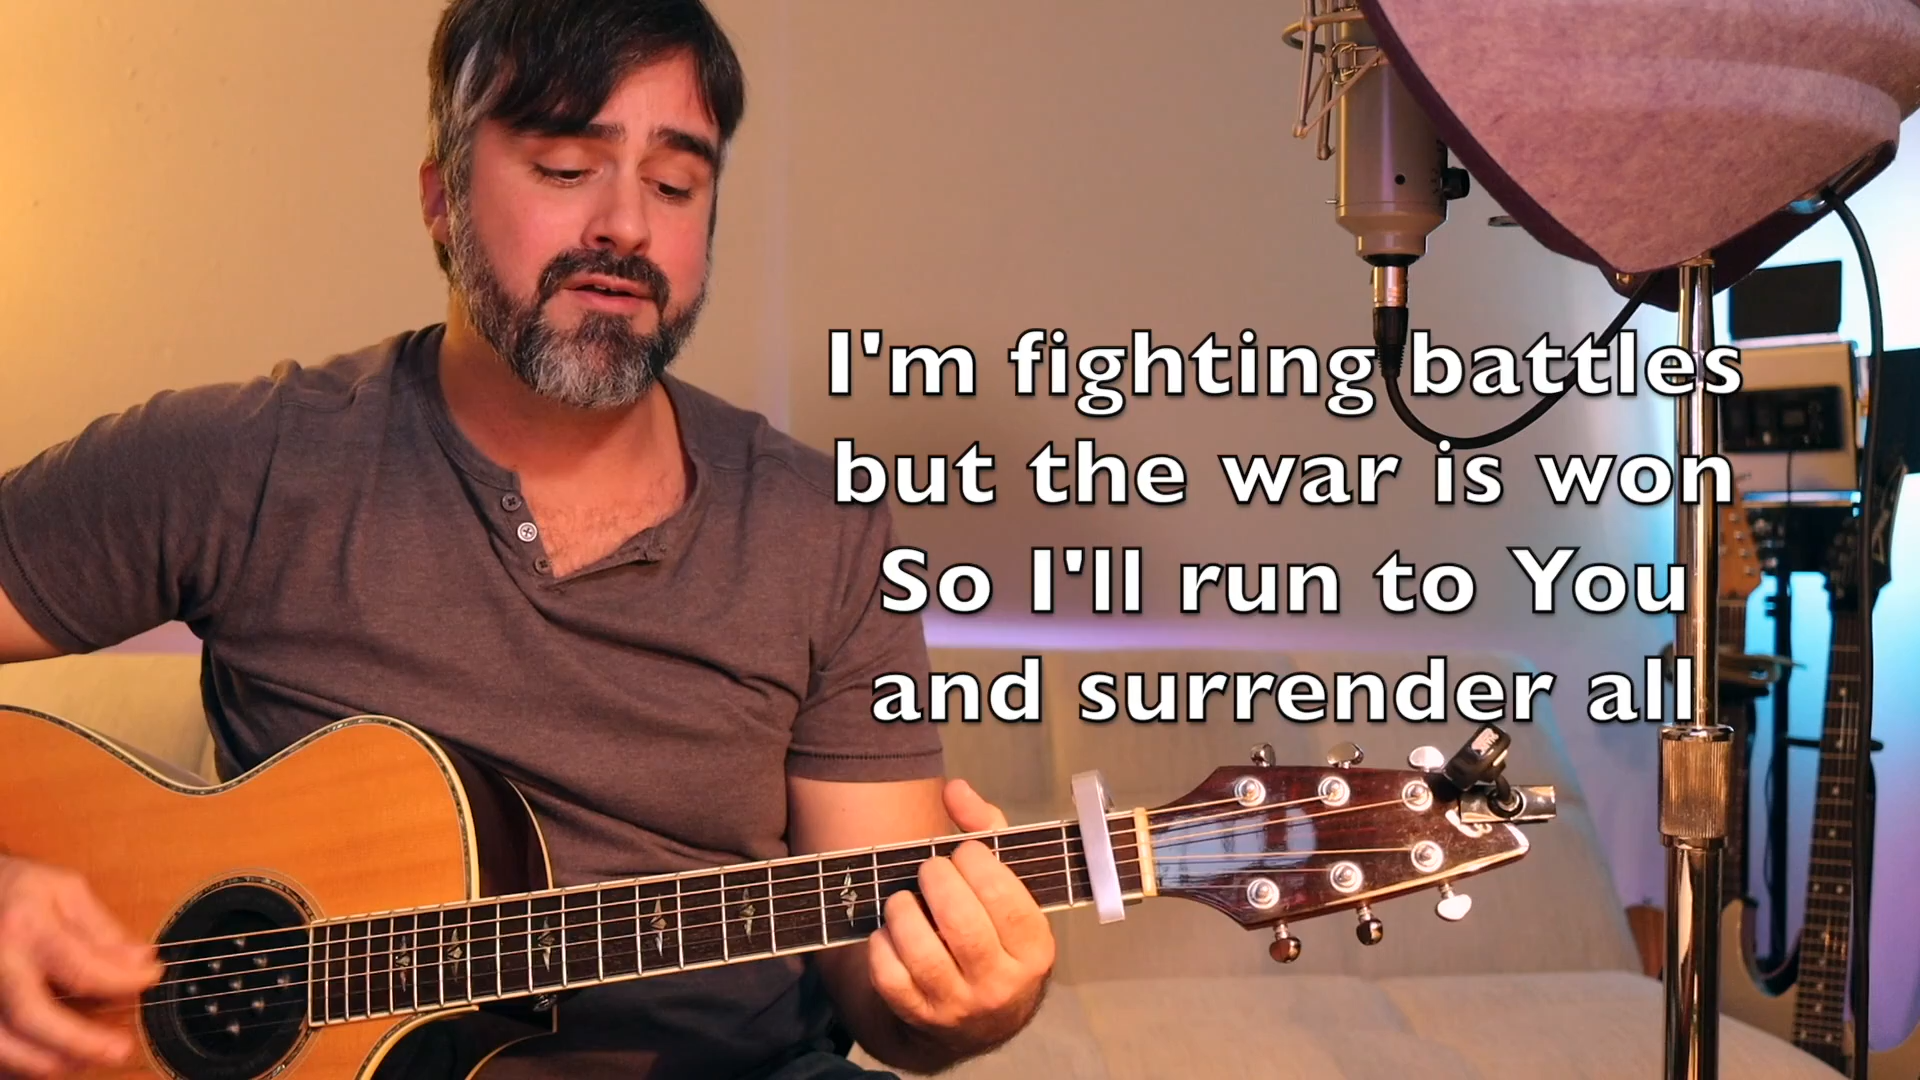 I'm fighting battles
but the war is won
So I'll run to You
and surrender all